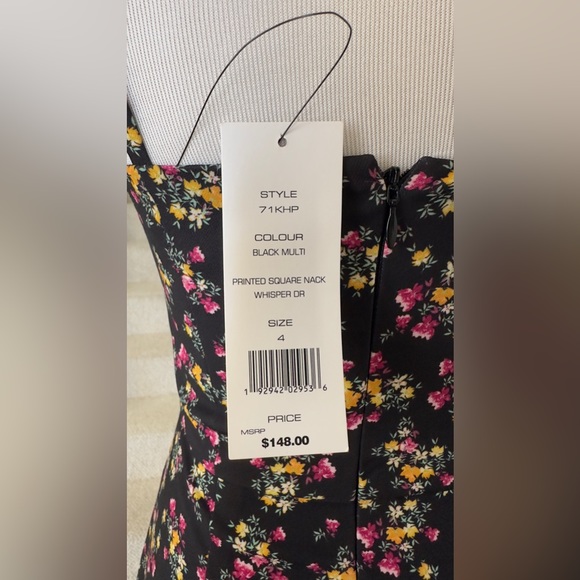 STYLE
71KHP
COLOUR
BLACK MULTI
PRINTED SQUARE NACK
WHISPER DR
SIZE
4
1 92942 02953 6
PRICE
MSRP
$148.00